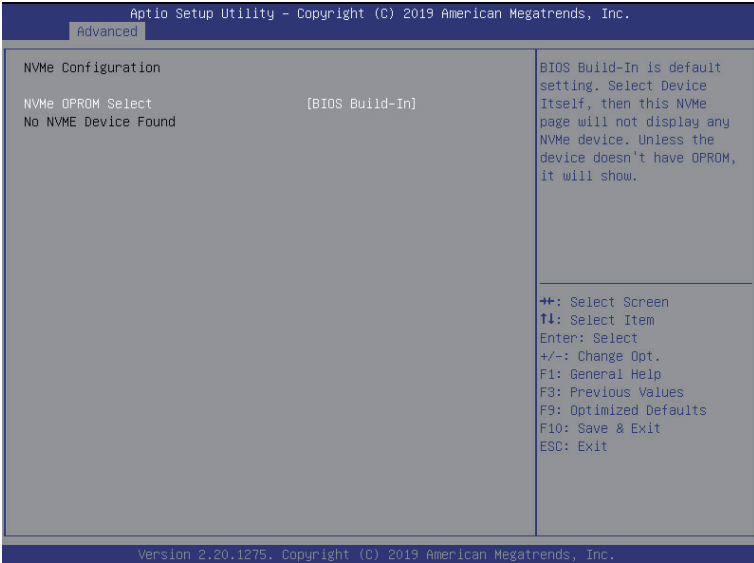 Aptio Setup Utility – Copyright (C) 2019 American Megatrends, Inc.
Advanced
NVMe Configuration
NVMe OPROM Select [BIOS Build-In]
No NVME Device Found
BIOS Build-In is default
setting. Select Device
Itself, then this NVMe
page will not display any
NVMe device. Unless the
device doesn't have OPROM,
it will show.
→←: Select Screen
↑↓: Select Item
Enter: Select
+/-: Change Opt.
F1: General Help
F3: Previous Values
F9: Optimized Defaults
F10: Save & Exit
ESC: Exit
Version 2.20.1275. Copyright (C) 2019 American Megatrends, Inc.